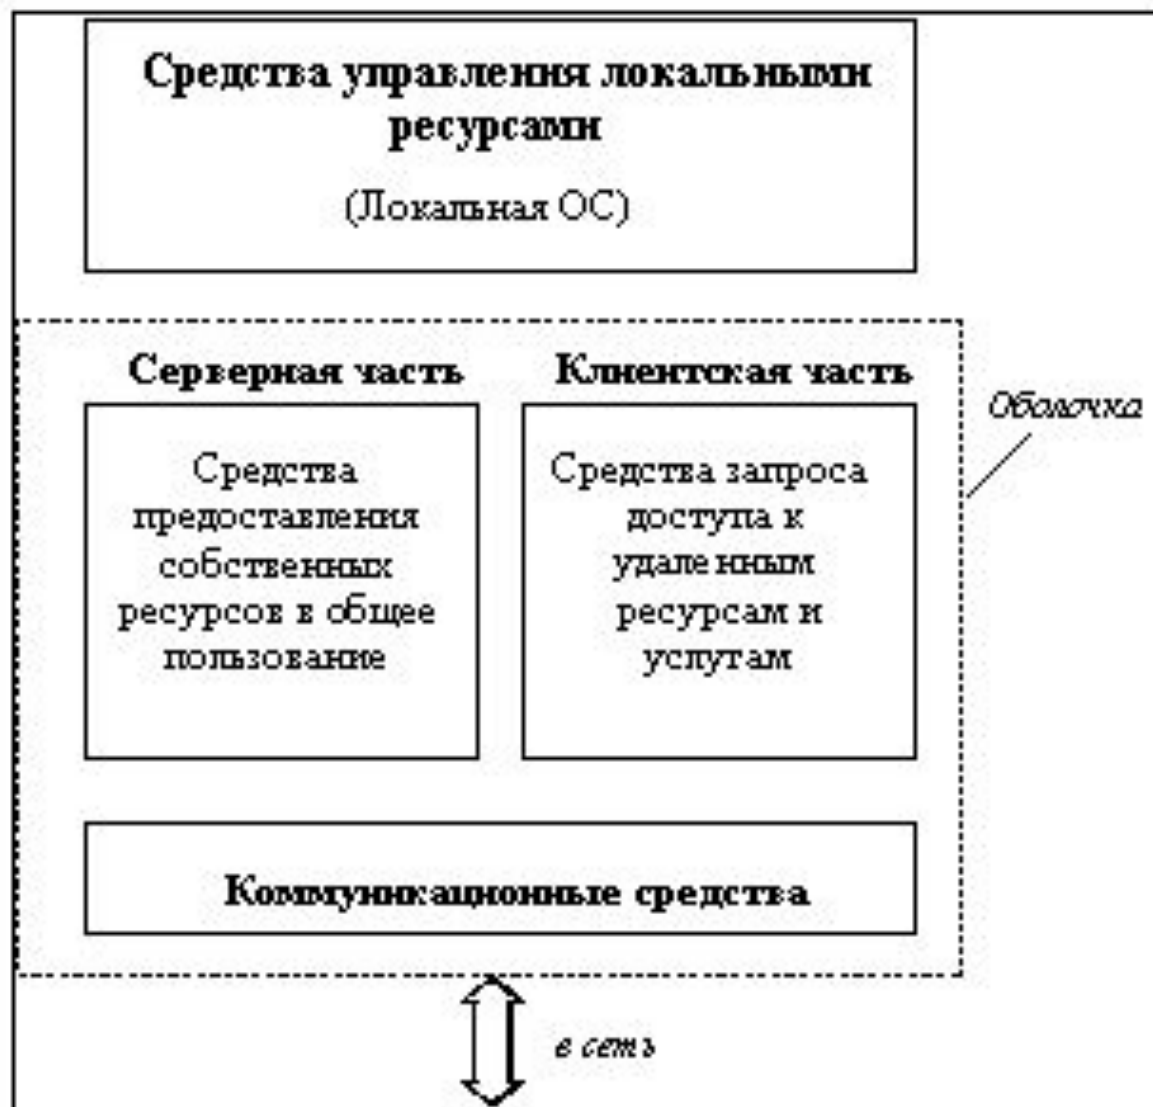 Средства управления локальными
ресурсами
(Локальная ОС)
Серверная часть
Клиентская часть
Оболочка
Средства
предоставления
собственных
ресурсов в общее
пользование
Средства запроса
доступа к
удаленным
ресурсам и
услугам
Коммуникационные средства
в сеть